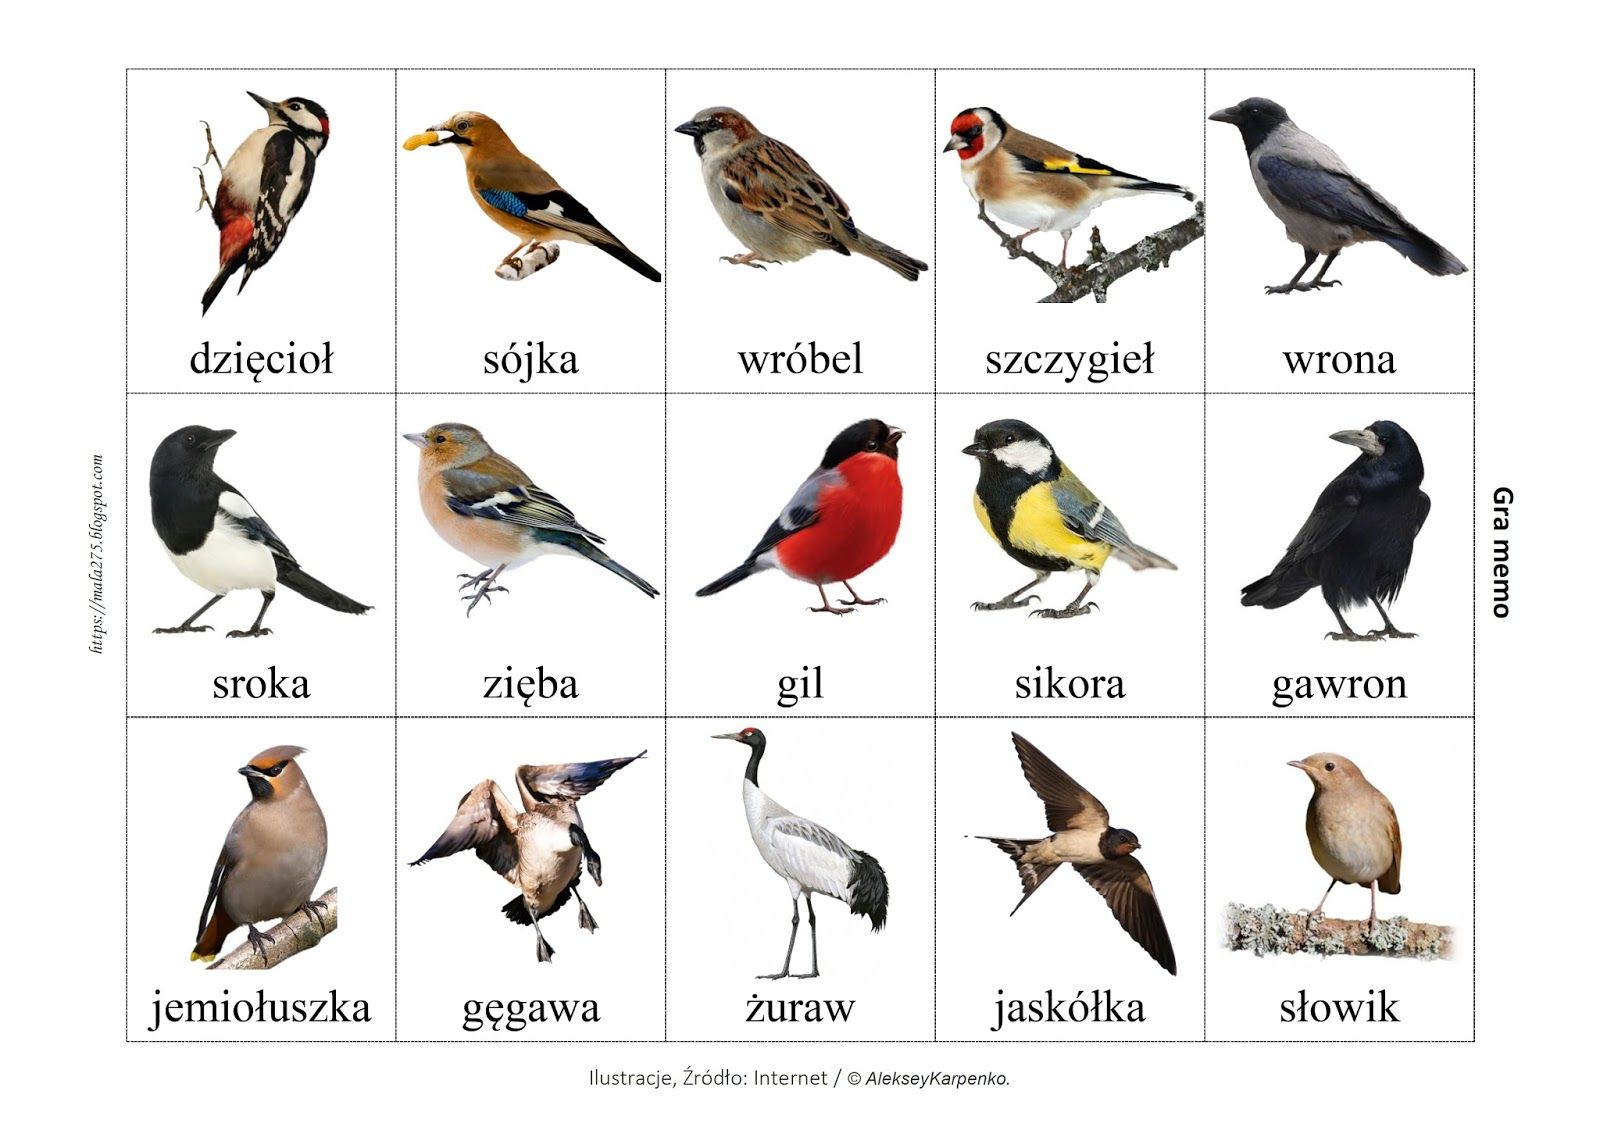 dzięcioł
sójka
wróbel
szczygieł
wrona
sroka
zięba
gil
sikora
gawron
jemiołuszka
gęgawa
żuraw
jaskółka
słowik
https://mala275.blogspot.com
Gra memo
Ilustracje, Źródło: Internet / © AlekseyKarpenko.